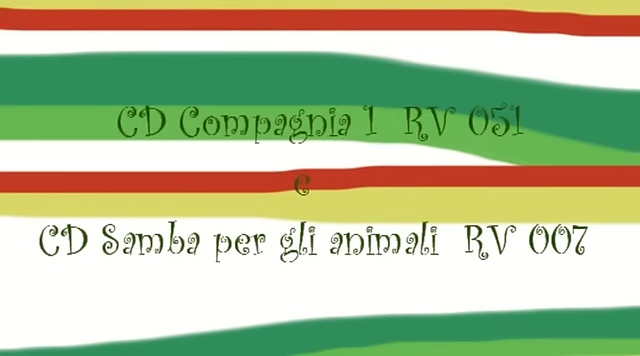 CD Compagnia 1 RV 051
e
CD Samba per gli animali RV 007